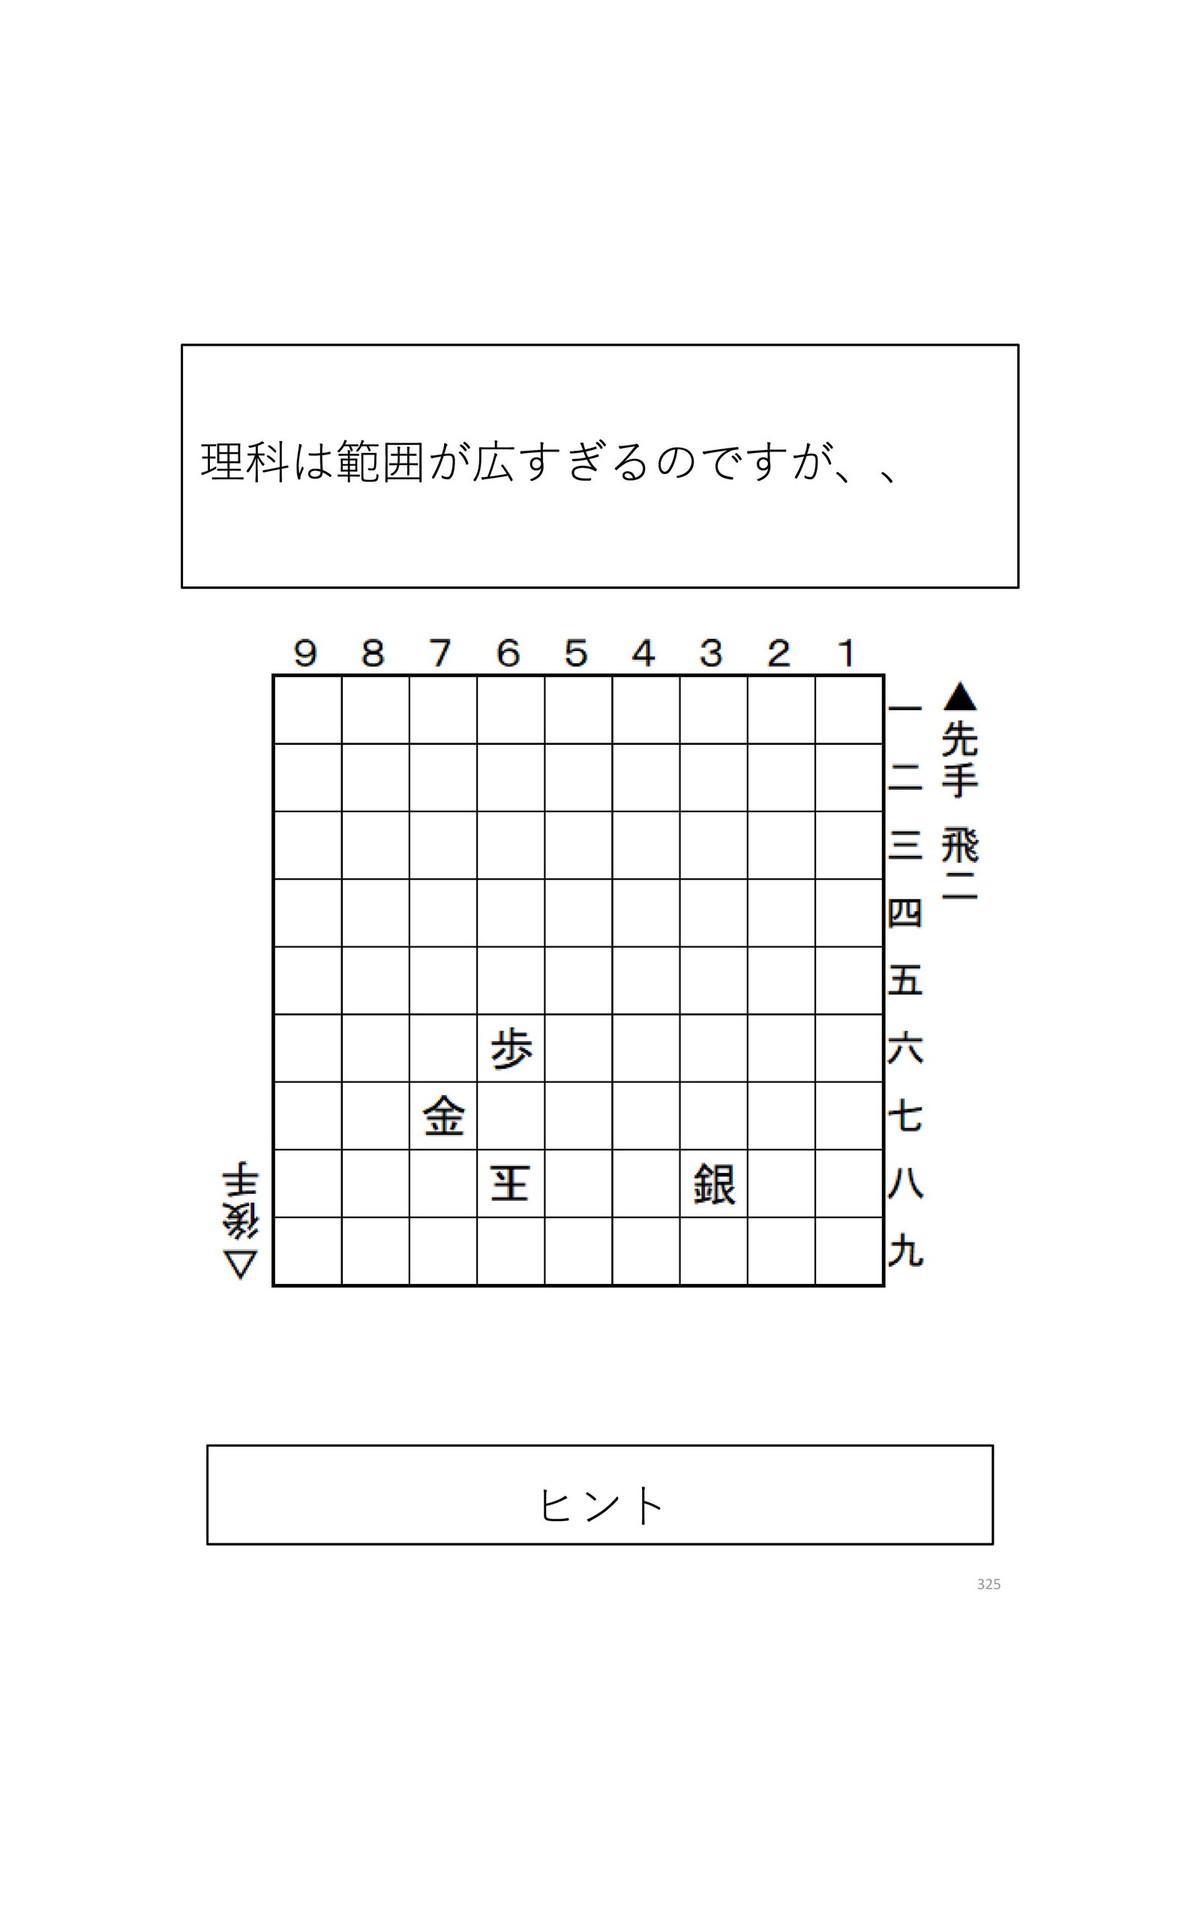 理科は範囲が広すぎるのですが、、
9 8 7 6 5 4 3 2 1
一
二
三
四
五
六
七
八
九
▲先手 飛二
歩
金
王 銀
△後手
ヒント
325